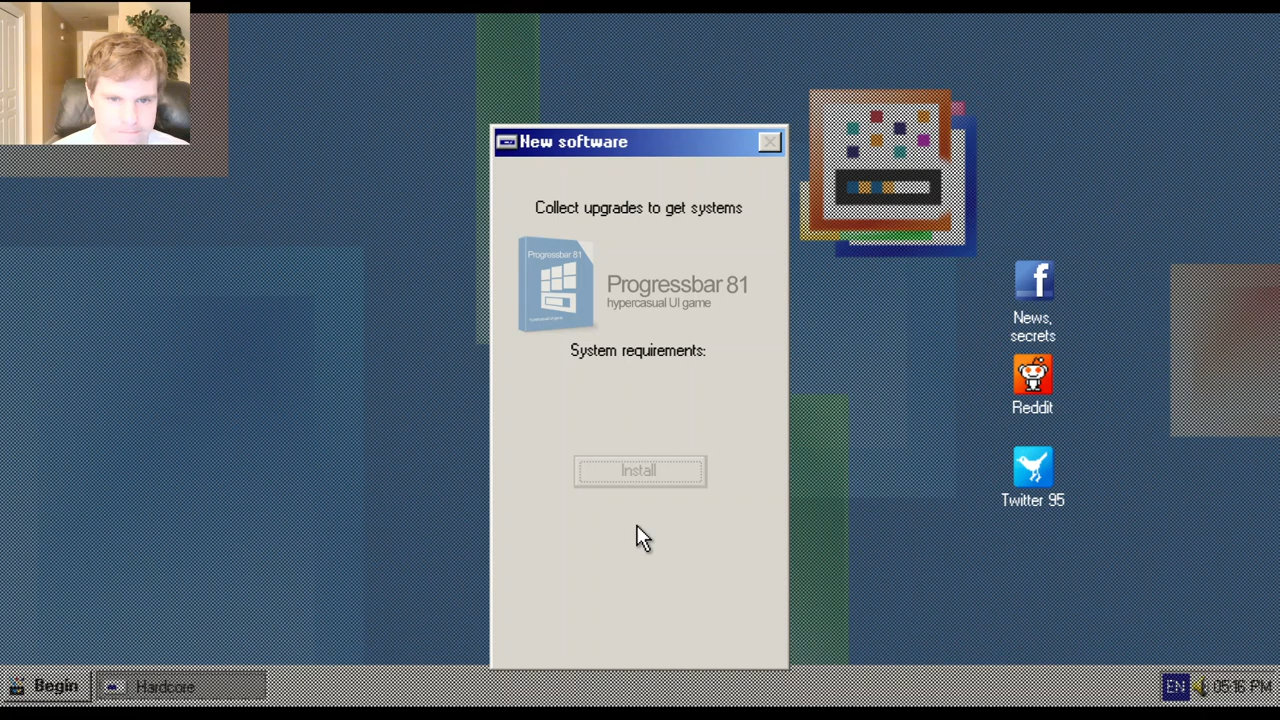 New software
Collect upgrades to get systems
Progressbar 81
Progressbar 81
hypercasual UI game
System requirements:
Install
News,
secrets
Reddit
Twitter 95
Begin
Hardcore
EN
05:16 PM